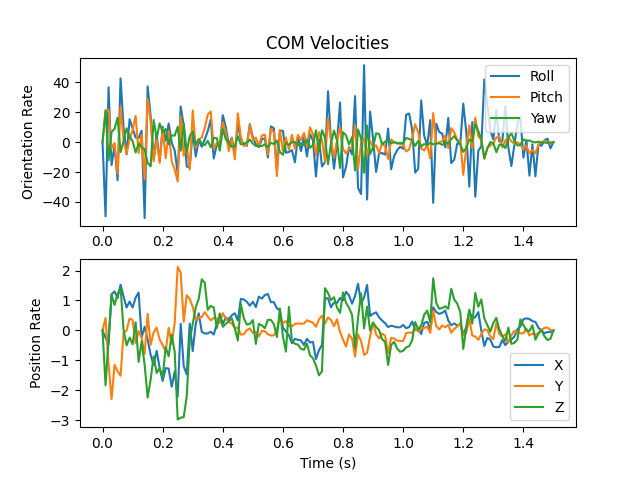 COM Velocities
Orientation Rate
40
20
0
−20
−40
0.0 0.2 0.4 0.6 0.8 1.0 1.2 1.4
Roll
Pitch
Yaw
Position Rate
2
1
0
−1
−2
−3
0.0 0.2 0.4 0.6 0.8 1.0 1.2 1.4
X
Y
Z
Time (s)